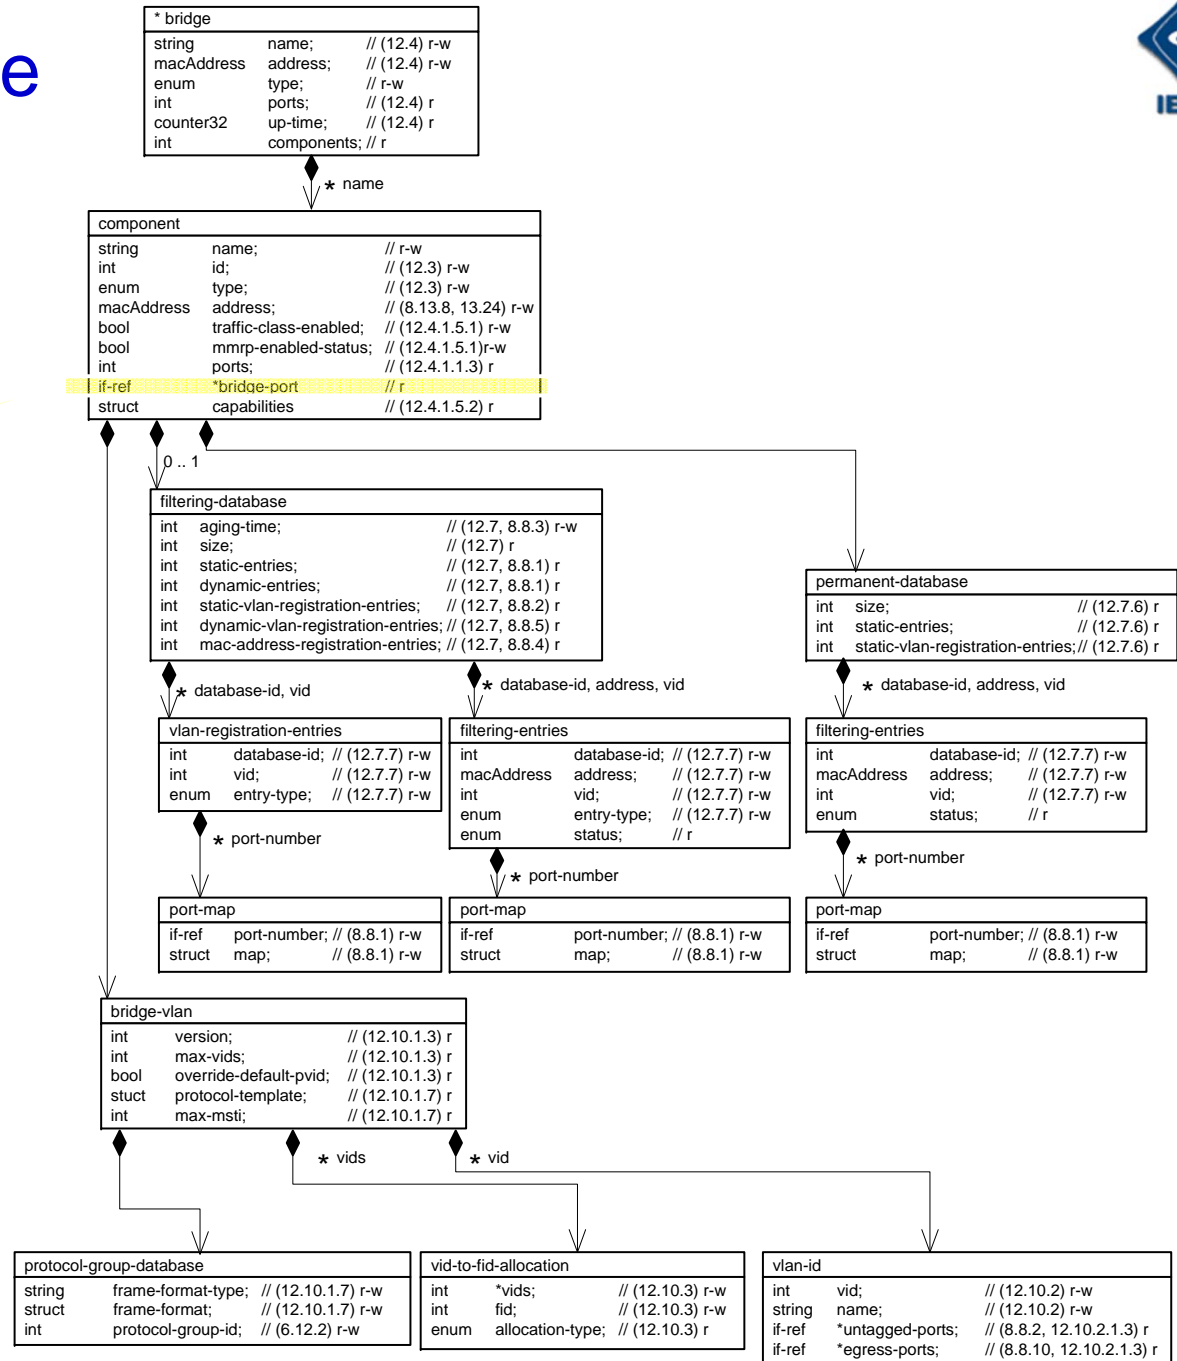 e
IE
* bridge
string name; // (12.4) r-w
macAddress address; // (12.4) r-w
enum type; // r-w
int ports; // (12.4) r
counter32 up-time; // (12.4) r
int components; // r
* name
component
string name; // r-w
int id; // (12.3) r-w
enum type; // (12.3) r-w
macAddress address; // (8.13.8, 13.24) r-w
bool traffic-class-enabled; // (12.4.1.5.1) r-w
bool mmrp-enabled-status; // (12.4.1.5.1)r-w
int ports; // (12.4.1.1.3) r
if-ref *bridge-port // r
struct capabilities // (12.4.1.5.2) r
0 .. 1
filtering-database
int aging-time; // (12.7, 8.8.3) r-w
int size; // (12.7) r
int static-entries; // (12.7, 8.8.1) r
int dynamic-entries; // (12.7, 8.8.1) r
int static-vlan-registration-entries; // (12.7, 8.8.2) r
int dynamic-vlan-registration-entries; // (12.7, 8.8.5) r
int mac-address-registration-entries; // (12.7, 8.8.4) r
permanent-database
int size; // (12.7.6) r
int static-entries; // (12.7.6) r
int static-vlan-registration-entries; // (12.7.6) r
* database-id, vid
* database-id, address, vid
* database-id, address, vid
vlan-registration-entries
int database-id; // (12.7.7) r-w
int vid; // (12.7.7) r-w
enum entry-type; // (12.7.7) r-w
filtering-entries
int database-id; // (12.7.7) r-w
macAddress address; // (12.7.7) r-w
int vid; // (12.7.7) r-w
enum entry-type; // (12.7.7) r-w
enum status; // r
filtering-entries
int database-id; // (12.7.7) r-w
macAddress address; // (12.7.7) r-w
int vid; // (12.7.7) r-w
enum status; // r
* port-number
* port-number
* port-number
port-map
if-ref port-number; // (8.8.1) r-w
struct map; // (8.8.1) r-w
port-map
if-ref port-number; // (8.8.1) r-w
struct map; // (8.8.1) r-w
port-map
if-ref port-number; // (8.8.1) r-w
struct map; // (8.8.1) r-w
bridge-vlan
int version; // (12.10.1.3) r
int max-vids; // (12.10.1.3) r
bool override-default-pvid; // (12.10.1.3) r
stuct protocol-template; // (12.10.1.7) r
int max-msti; // (12.10.1.7) r
* vids
* vid
protocol-group-database
string frame-format-type; // (12.10.1.7) r-w
struct frame-format; // (12.10.1.7) r-w
int protocol-group-id; // (6.12.2) r-w
vid-to-fid-allocation
int *vids; // (12.10.3) r-w
int fid; // (12.10.3) r-w
enum allocation-type; // (12.10.3) r
vlan-id
int vid; // (12.10.2) r-w
string name; // (12.10.2) r-w
if-ref *untagged-ports; // (8.8.2, 12.10.2.1.3) r
if-ref *egress-ports; // (8.8.10, 12.10.2.1.3) r